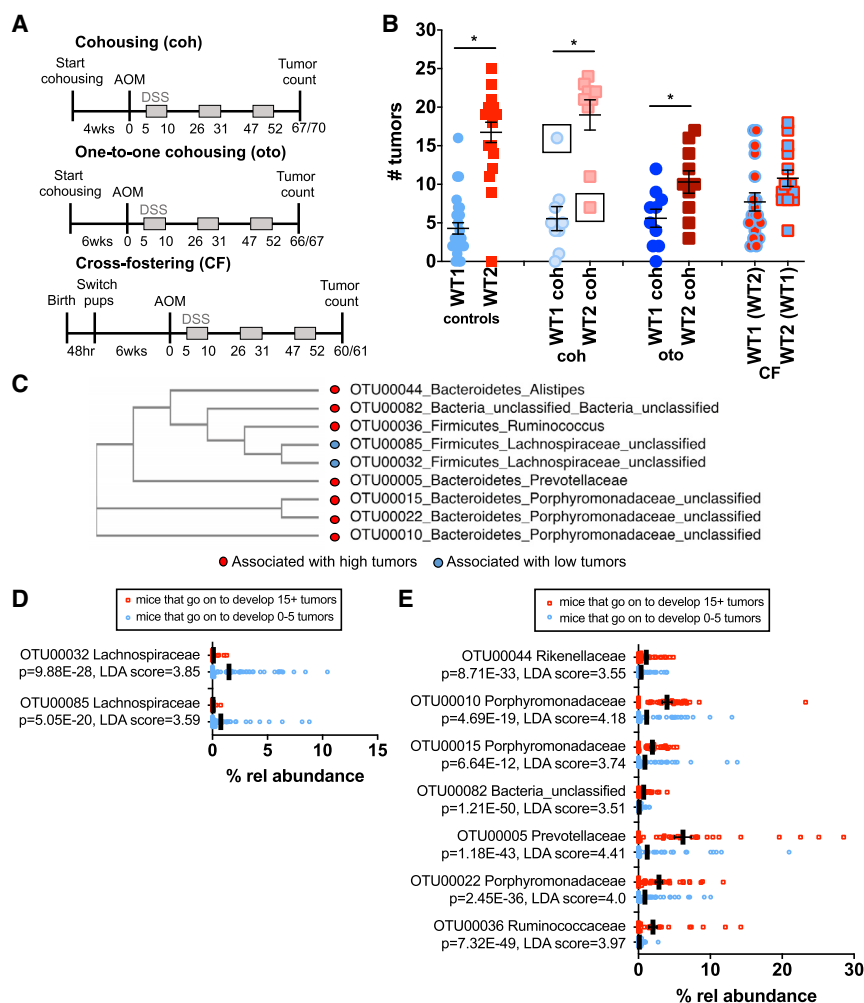 A
Cohousing (coh)
Start cohousing
AOM
Tumor count
DSS
4wks 0 5 10 26 31 47 52 67/70
One-to-one cohousing (oto)
Start cohousing
AOM
Tumor count
DSS
6wks 0 5 10 26 31 47 52 66/67
Cross-fostering (CF)
Birth
Switch pups
AOM
Tumor count
DSS
48hr 6wks 0 5 10 26 31 47 52 60/61
B
# tumors
30
25
20
15
10
5
0
* * *
WT1 WT2 WT1 coh WT2 coh WT1 coh WT2 coh WT1 (WT2) WT2 (WT1)
controls coh oto CF
C
OTU00044_Bacteroidetes_Alistipes
OTU00082_Bacteria_unclassified_Bacteria_unclassified
OTU00036_Firmicutes_Ruminococcus
OTU00085_Firmicutes_Lachnospiraceae_unclassified
OTU00032_Firmicutes_Lachnospiraceae_unclassified
OTU00005_Bacteroidetes_Prevotellaceae
OTU00015_Bacteroidetes_Porphyromonadaceae_unclassified
OTU00022_Bacteroidetes_Porphyromonadaceae_unclassified
OTU00010_Bacteroidetes_Porphyromonadaceae_unclassified
Associated with high tumors Associated with low tumors
D
mice that go on to develop 15+ tumors
mice that go on to develop 0-5 tumors
OTU00032 Lachnospiraceae
p=9.88E-28, LDA score=3.85
OTU00085 Lachnospiraceae
p=5.05E-20, LDA score=3.59
0 5 10 15
% rel abundance
E
mice that go on to develop 15+ tumors
mice that go on to develop 0-5 tumors
OTU00044 Rikenellaceae
p=8.71E-33, LDA score=3.55
OTU00010 Porphyromonadaceae
p=4.69E-19, LDA score=4.18
OTU00015 Porphyromonadaceae
p=6.64E-12, LDA score=3.74
OTU00082 Bacteria_unclassified
p=1.21E-50, LDA score=3.51
OTU00005 Prevotellaceae
p=1.18E-43, LDA score=4.41
OTU00022 Porphyromonadaceae
p=2.45E-36, LDA score=4.0
OTU00036 Ruminococcaceae
p=7.32E-49, LDA score=3.97
0 10 20 30
% rel abundance